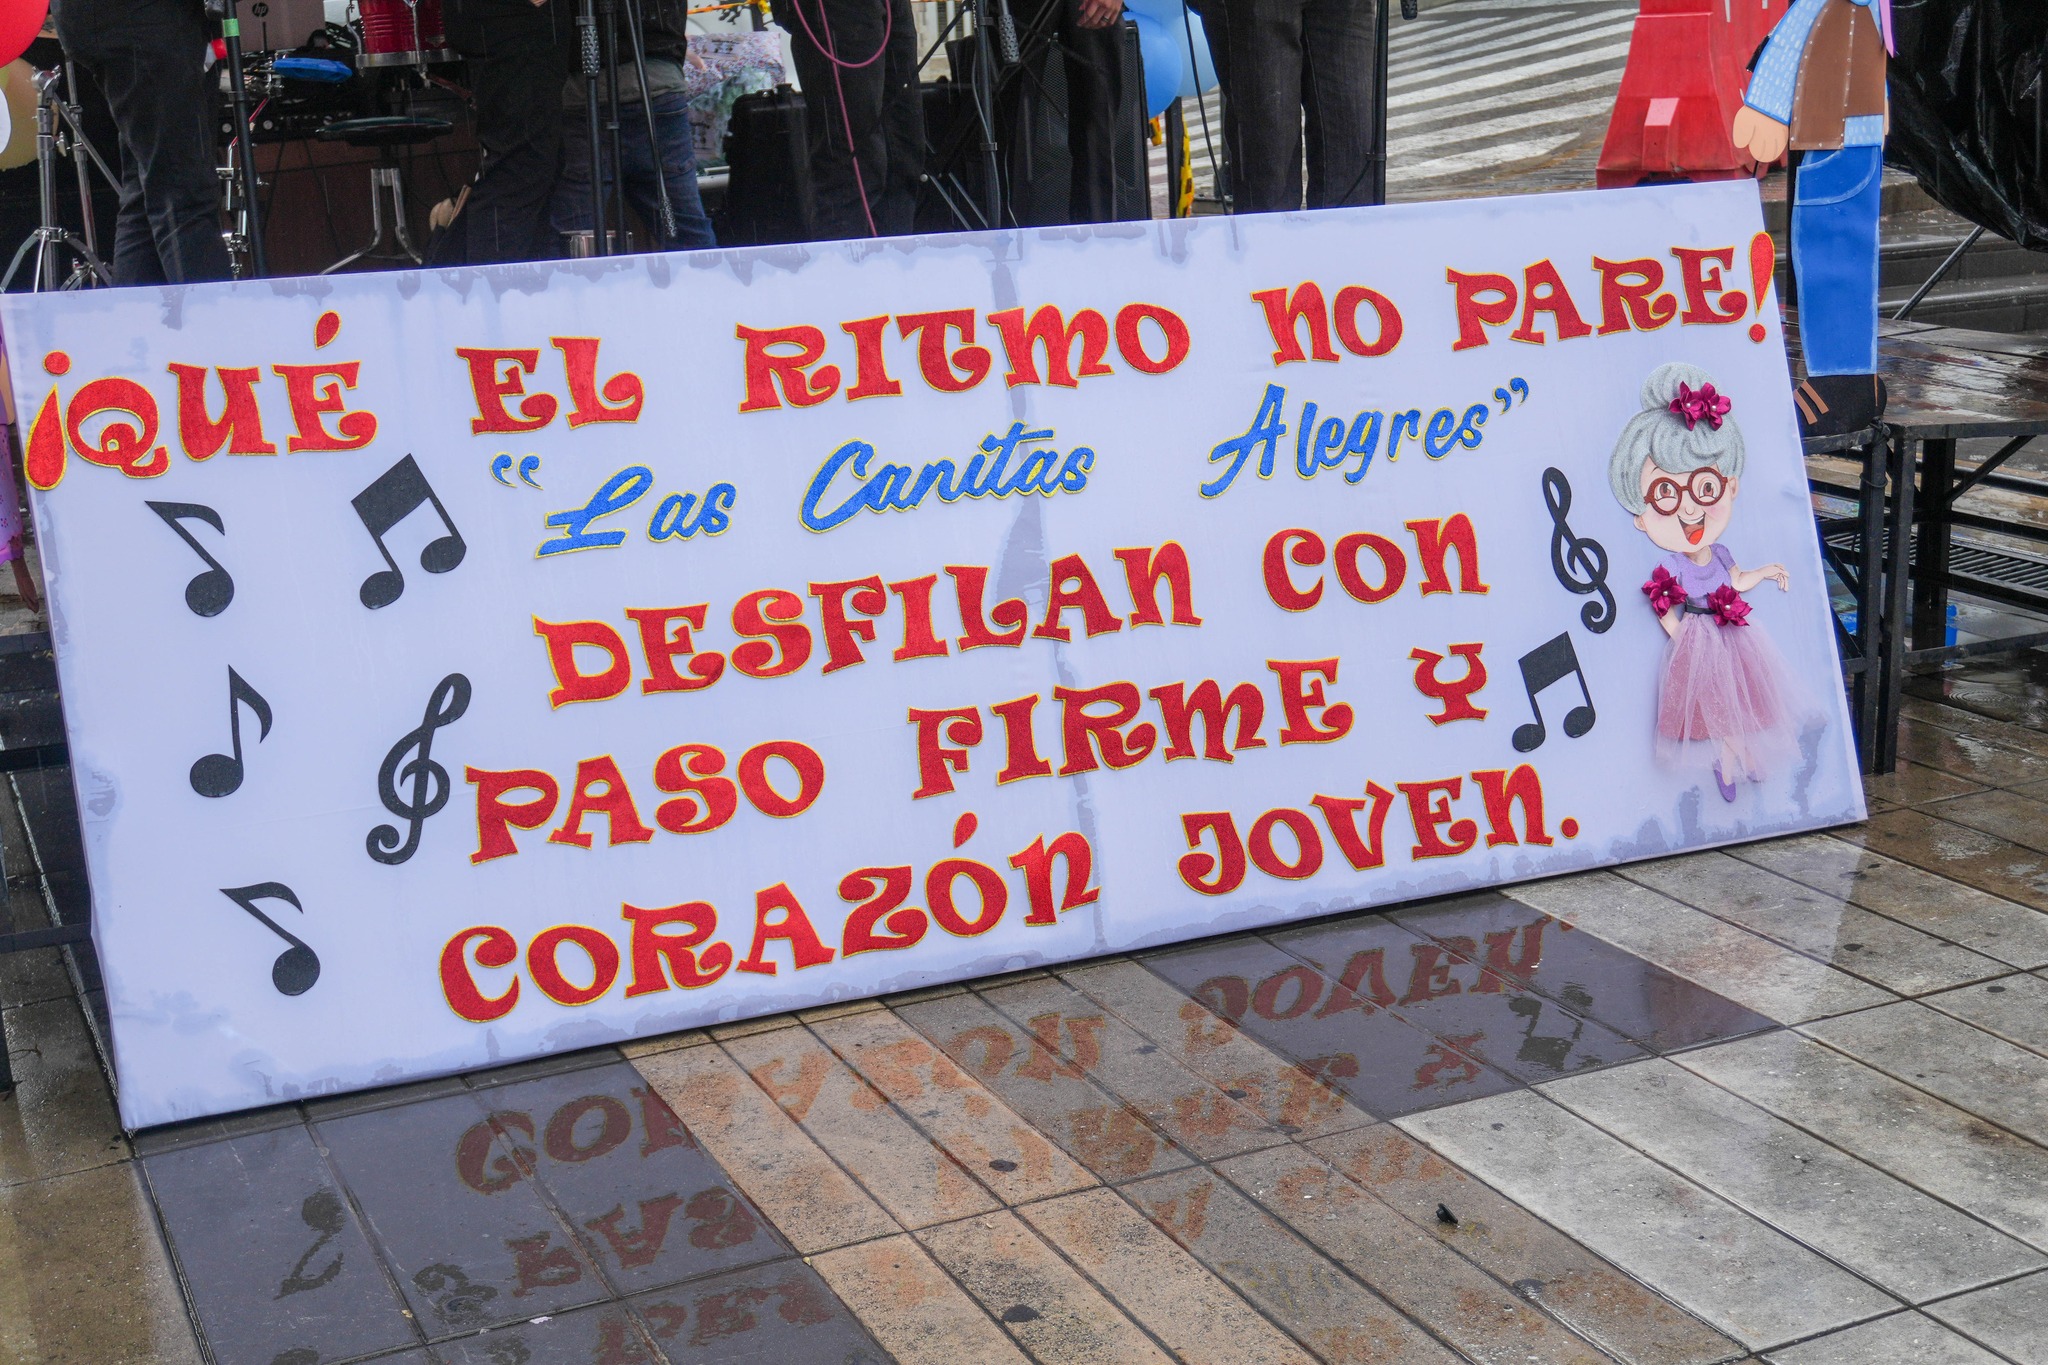 ¡QUÉ EL RITMO NO PARE!
“Las Canitas Alegres”
DESFILAN CON
PASO FIRME Y
CORAZÓN JOVEN.